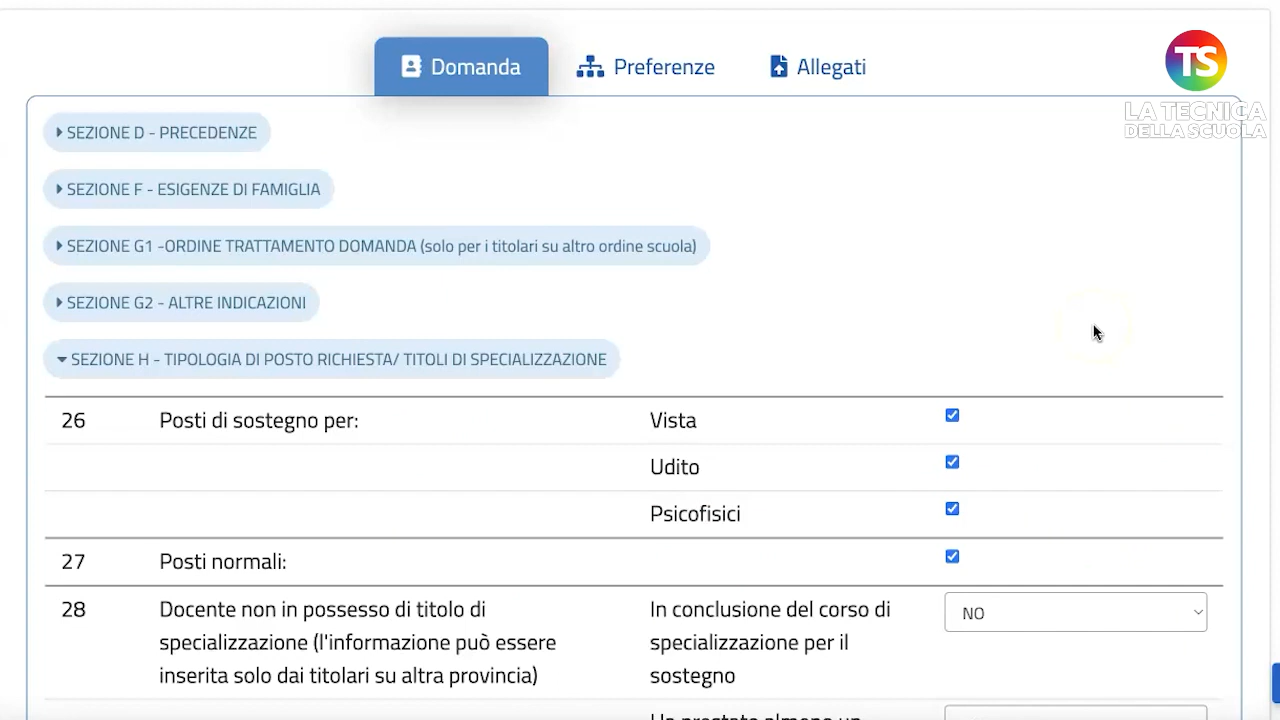 Domanda
Preferenze
Allegati
TS
LA TECNICA
DELLA SCUOLA
SEZIONE D - PRECEDENZE
SEZIONE F - ESIGENZE DI FAMIGLIA
SEZIONE G1 -ORDINE TRATTAMENTO DOMANDA (solo per i titolari su altro ordine scuola)
SEZIONE G2 - ALTRE INDICAZIONI
SEZIONE H - TIPOLOGIA DI POSTO RICHIESTA/ TITOLI DI SPECIALIZZAZIONE
26 Posti di sostegno per: Vista
Udito
Psicofisici
27 Posti normali:
28 Docente non in possesso di titolo di In conclusione del corso di NO
specializzazione (l'informazione può essere specializzazione per il
inserita solo dai titolari su altra provincia) sostegno